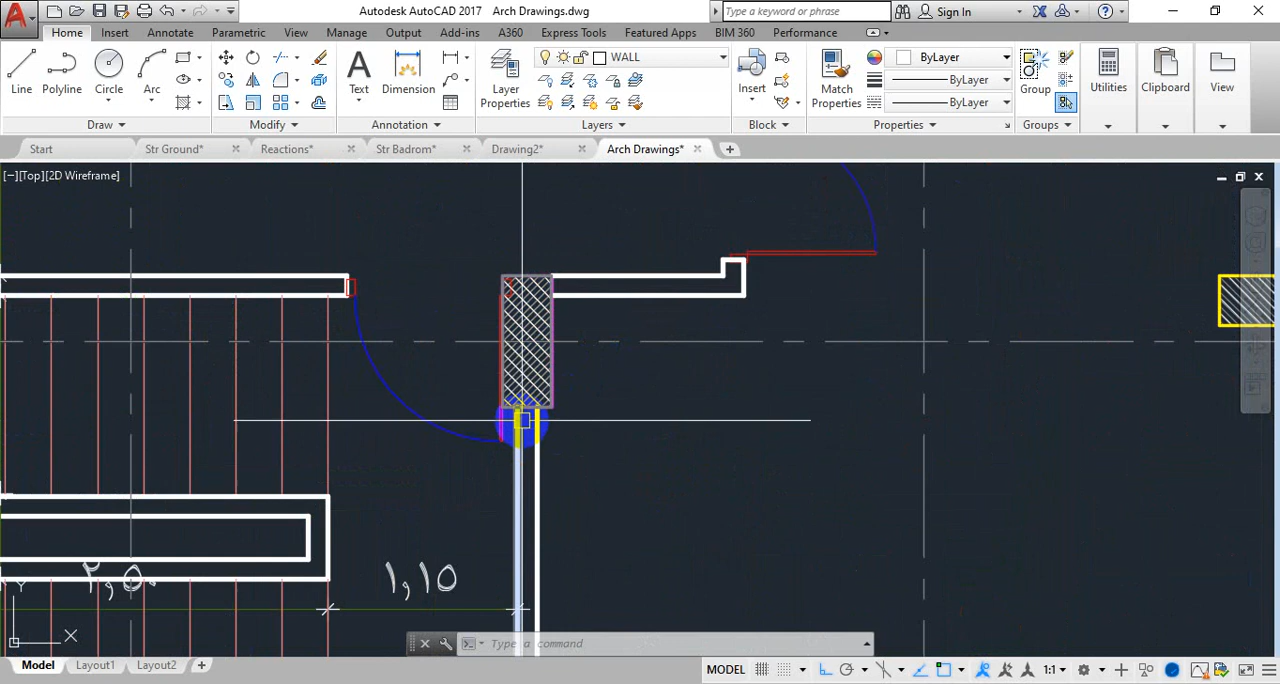 Autodesk AutoCAD 2017 Arch Drawings.dwg
Type a keyword or phrase
Sign In
Home Insert Annotate Parametric View Manage Output Add-ins A360 Express Tools Featured Apps BIM 360 Performance
Line Polyline Circle Arc
Text Dimension
Layer Properties
WALL
Insert
Match Properties
ByLayer
ByLayer
ByLayer
Group
Utilities
Clipboard
View
Draw Modify Annotation Layers Block Properties Groups
Start Str Ground* Reactions* Str Badrom* Drawing2* Arch Drawings*
[−][Top][2D Wireframe]
٢,٥٠
١,١٥
Y
X
Type a command
Model Layout1 Layout2
MODEL
1:1